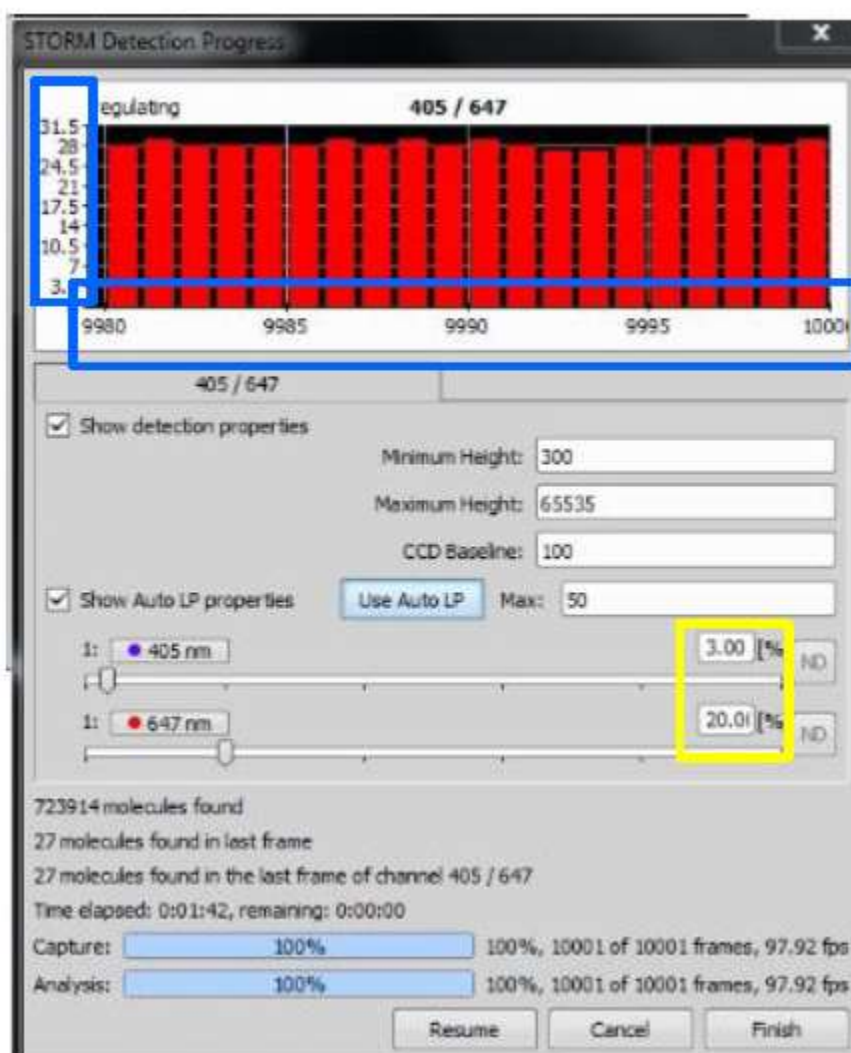 STORM Detection Progress
egulating 405 / 647
31.5
28
24.5
21
17.5
14
10.5
7
3.
9980 9985 9990 9995 1000
405 / 647
Show detection properties
Minimum Height: 300
Maximum Height: 65535
CCD Baseline: 100
Show Auto LP properties Use Auto LP Max: 50
1: 405 nm 3.00 [% ND
1: 647 nm 20.0 [% ND
723914 molecules found
27 molecules found in last frame
27 molecules found in the last frame of channel 405 / 647
Time elapsed: 0:01:42, remaining: 0:00:00
Capture: 100% 100%, 10001 of 10001 frames, 97.92 fps
Analysis: 100% 100%, 10001 of 10001 frames, 97.92 fps
Resume Cancel Finish